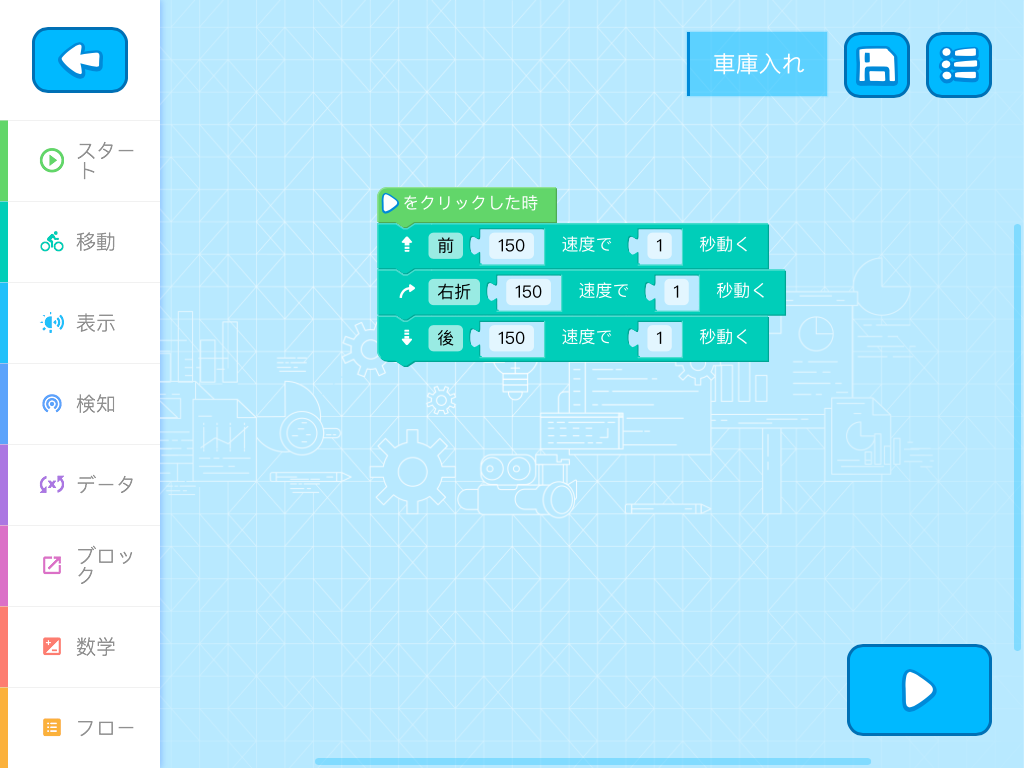 車庫入れ
スタート
移動
表示
検知
データ
ブロック
数学
フロー
をクリックした時
前 150 速度で 1 秒動く
右折 150 速度で 1 秒動く
後 150 速度で 1 秒動く